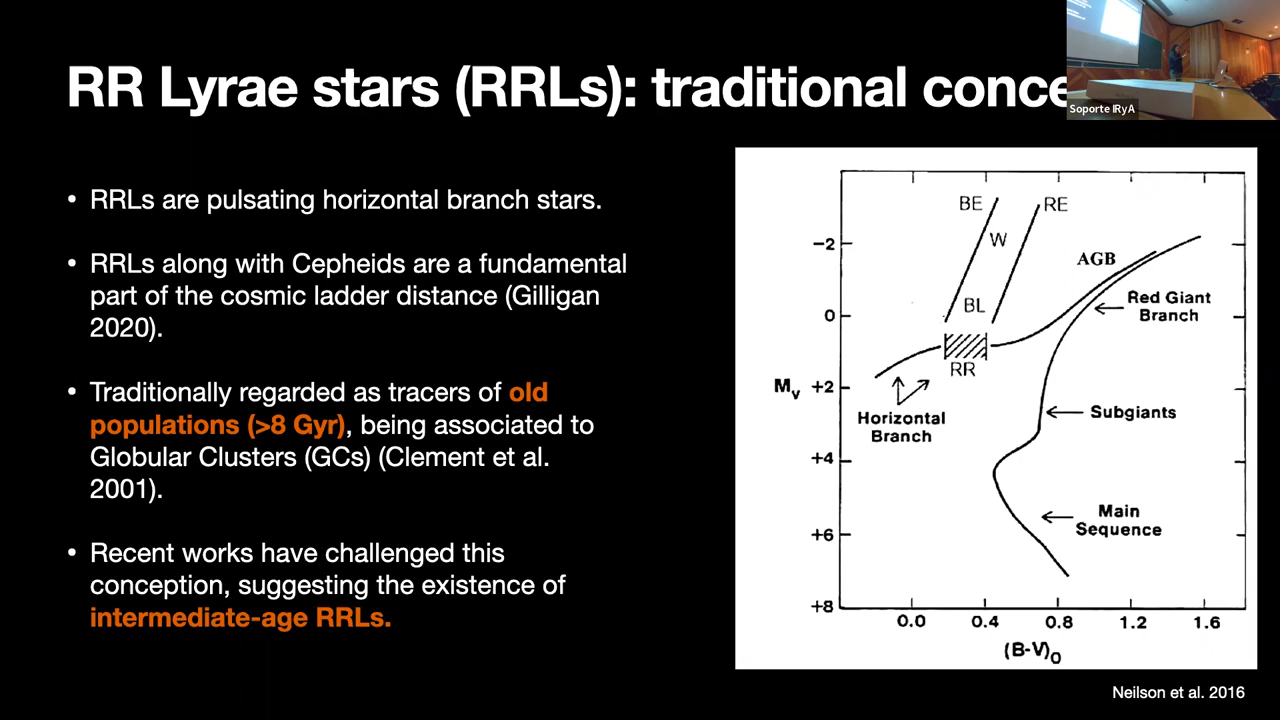 RR Lyrae stars (RRLs): traditional conce
Soporte IRyA
• RRLs are pulsating horizontal branch stars.
• RRLs along with Cepheids are a fundamental
part of the cosmic ladder distance (Gilligan
2020).
• Traditionally regarded as tracers of old
populations (>8 Gyr), being associated to
Globular Clusters (GCs) (Clement et al.
2001).
• Recent works have challenged this
conception, suggesting the existence of
intermediate-age RRLs.
BE
RE
W
-2
AGB
BL
Red Giant
Branch
0
RR
Mv
+2
Horizontal
Branch
Subgiants
+4
Main
Sequence
+6
+8
0.0 0.4 0.8 1.2 1.6
(B-V)0
Neilson et al. 2016